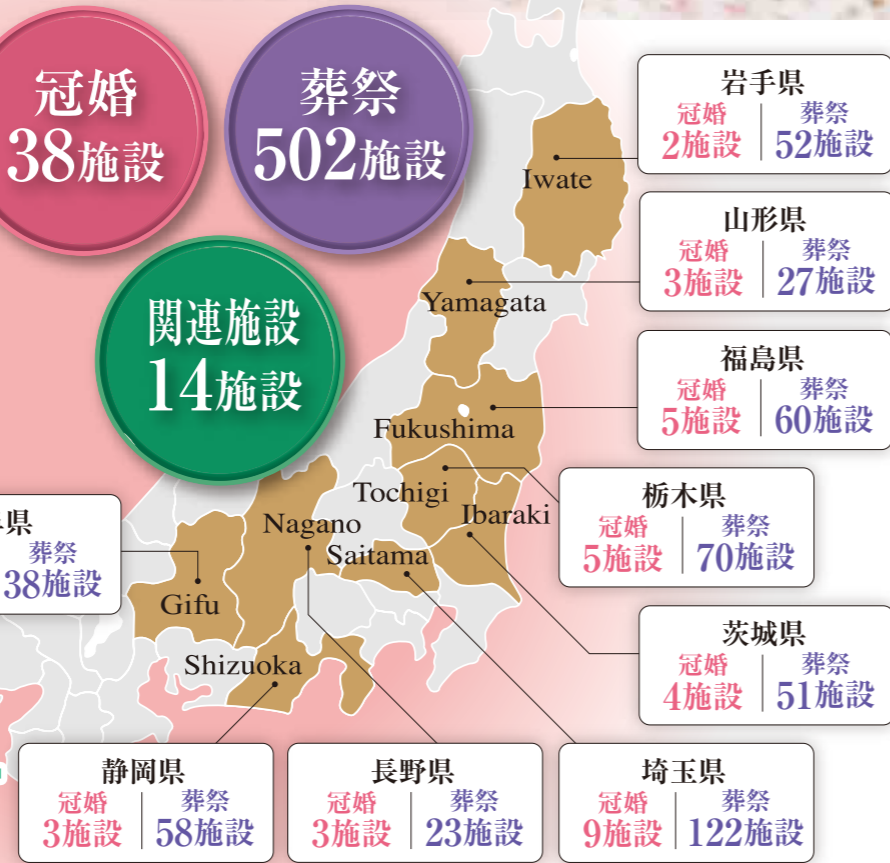 冠婚
38施設
葬祭
502施設
関連施設
14施設
岩手県
冠婚 葬祭
2施設 52施設
山形県
冠婚 葬祭
3施設 27施設
福島県
冠婚 葬祭
5施設 60施設
栃木県
冠婚 葬祭
5施設 70施設
茨城県
冠婚 葬祭
4施設 51施設
埼玉県
冠婚 葬祭
9施設 122施設
長野県
冠婚 葬祭
3施設 23施設
静岡県
冠婚 葬祭
3施設 58施設
県
葬祭
38施設
Iwate
Yamagata
Fukushima
Tochigi
Ibaraki
Nagano
Saitama
Gifu
Shizuoka